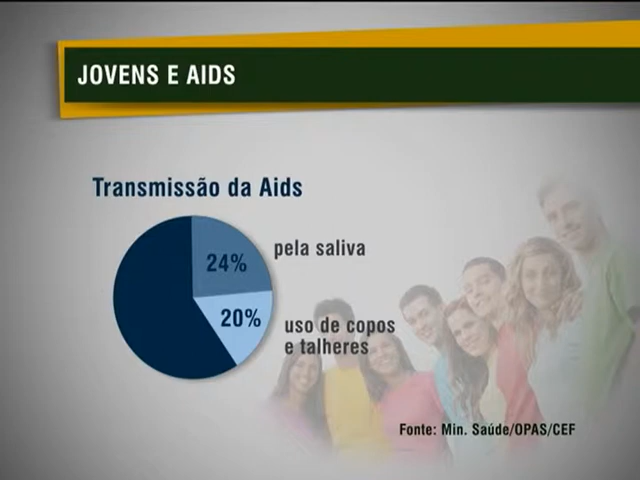 JOVENS E AIDS
Transmissão da Aids
24%
pela saliva
20%
uso de copos
e talheres
Fonte: Min. Saúde/OPAS/CEF